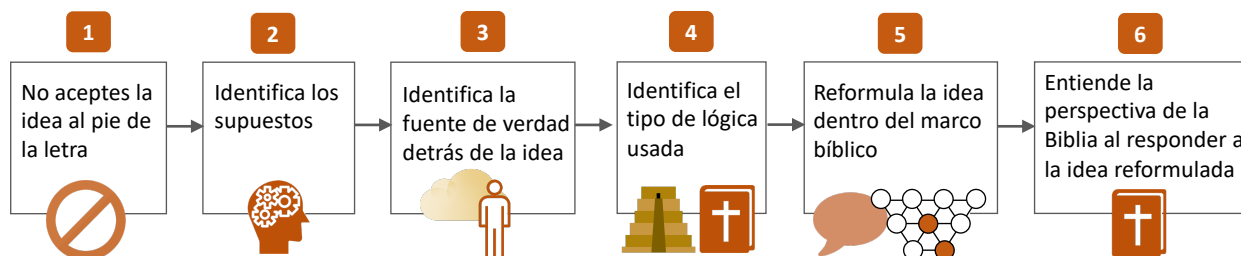 1
2
3
4
5
6
No aceptes la
idea al pie de
la letra
Identifica los
supuestos
Identifica la
fuente de verdad
detrás de la idea
Identifica el
tipo de lógica
usada
Reformula la idea
dentro del marco
bíblico
Entiende la
perspectiva de la
Biblia al responder a
la idea reformulada